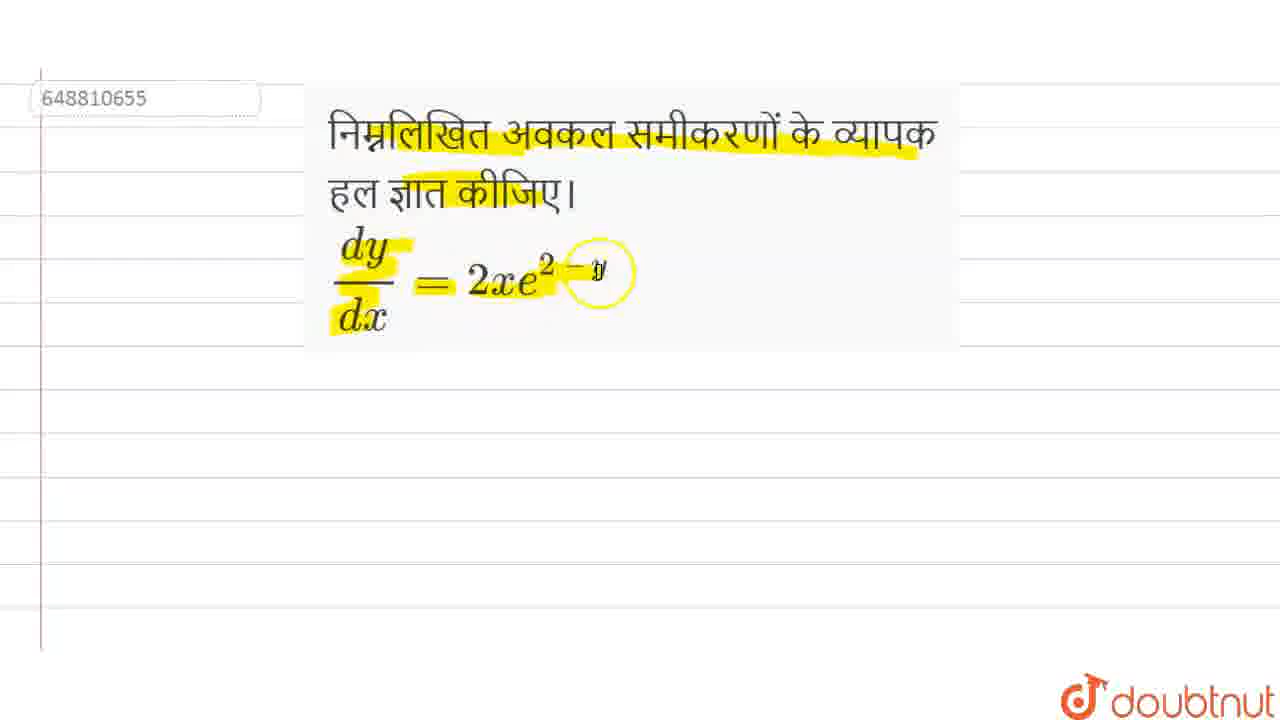 648810655
निम्नलिखित अवकल समीकरणों के व्यापक
हल ज्ञात कीजिए।
dy/dx = 2xe^{2-y}
doubtnut